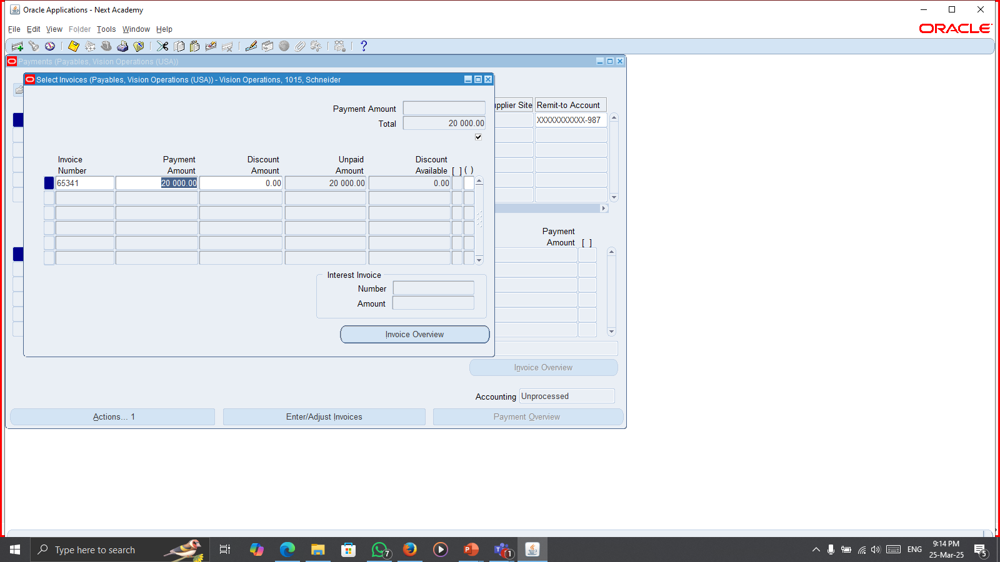 Oracle Applications - Next Academy
File Edit View Folder Tools Window Help
ORACLE
Payments (Payables, Vision Operations (USA))
Select Invoices (Payables, Vision Operations (USA)) - Vision Operations, 1015, Schneider
Payment Amount
Total 20 000.00
pplier Site Remit-to Account
XXXXXXXXXXX-987
Invoice Number Payment Amount Discount Amount Unpaid Amount Discount Available [ ] ( )
65341 20 000.00 0.00 20 000.00 0.00
Payment
Amount [ ]
Interest Invoice
Number
Amount
Invoice Overview
Invoice Overview
Accounting Unprocessed
Actions... 1 Enter/Adjust Invoices Payment Overview
Type here to search
7
1
ENG
9:14 PM
25-Mar-25
5